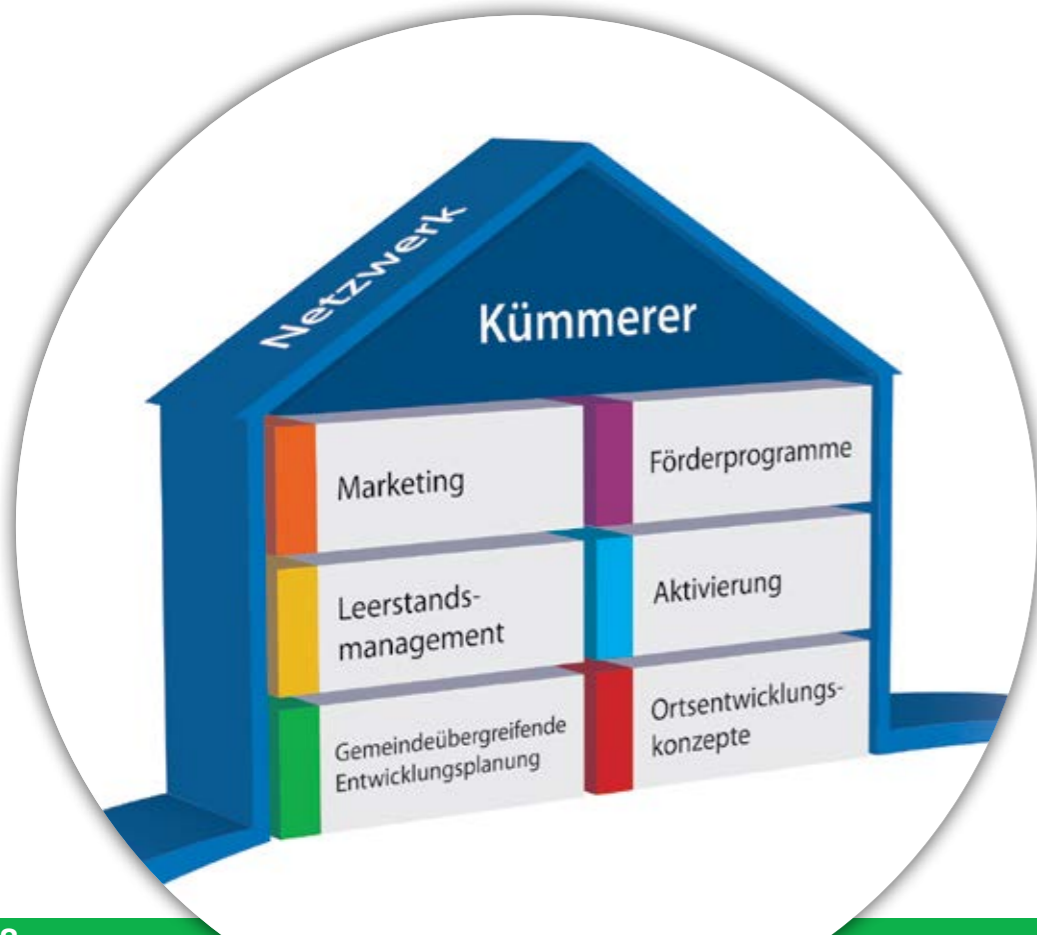 Netzwerk
Kümmerer
Marketing
Förderprogramme
Leerstands-
management
Aktivierung
Gemeindeübergreifende
Entwicklungsplanung
Ortsentwicklungs-
konzepte